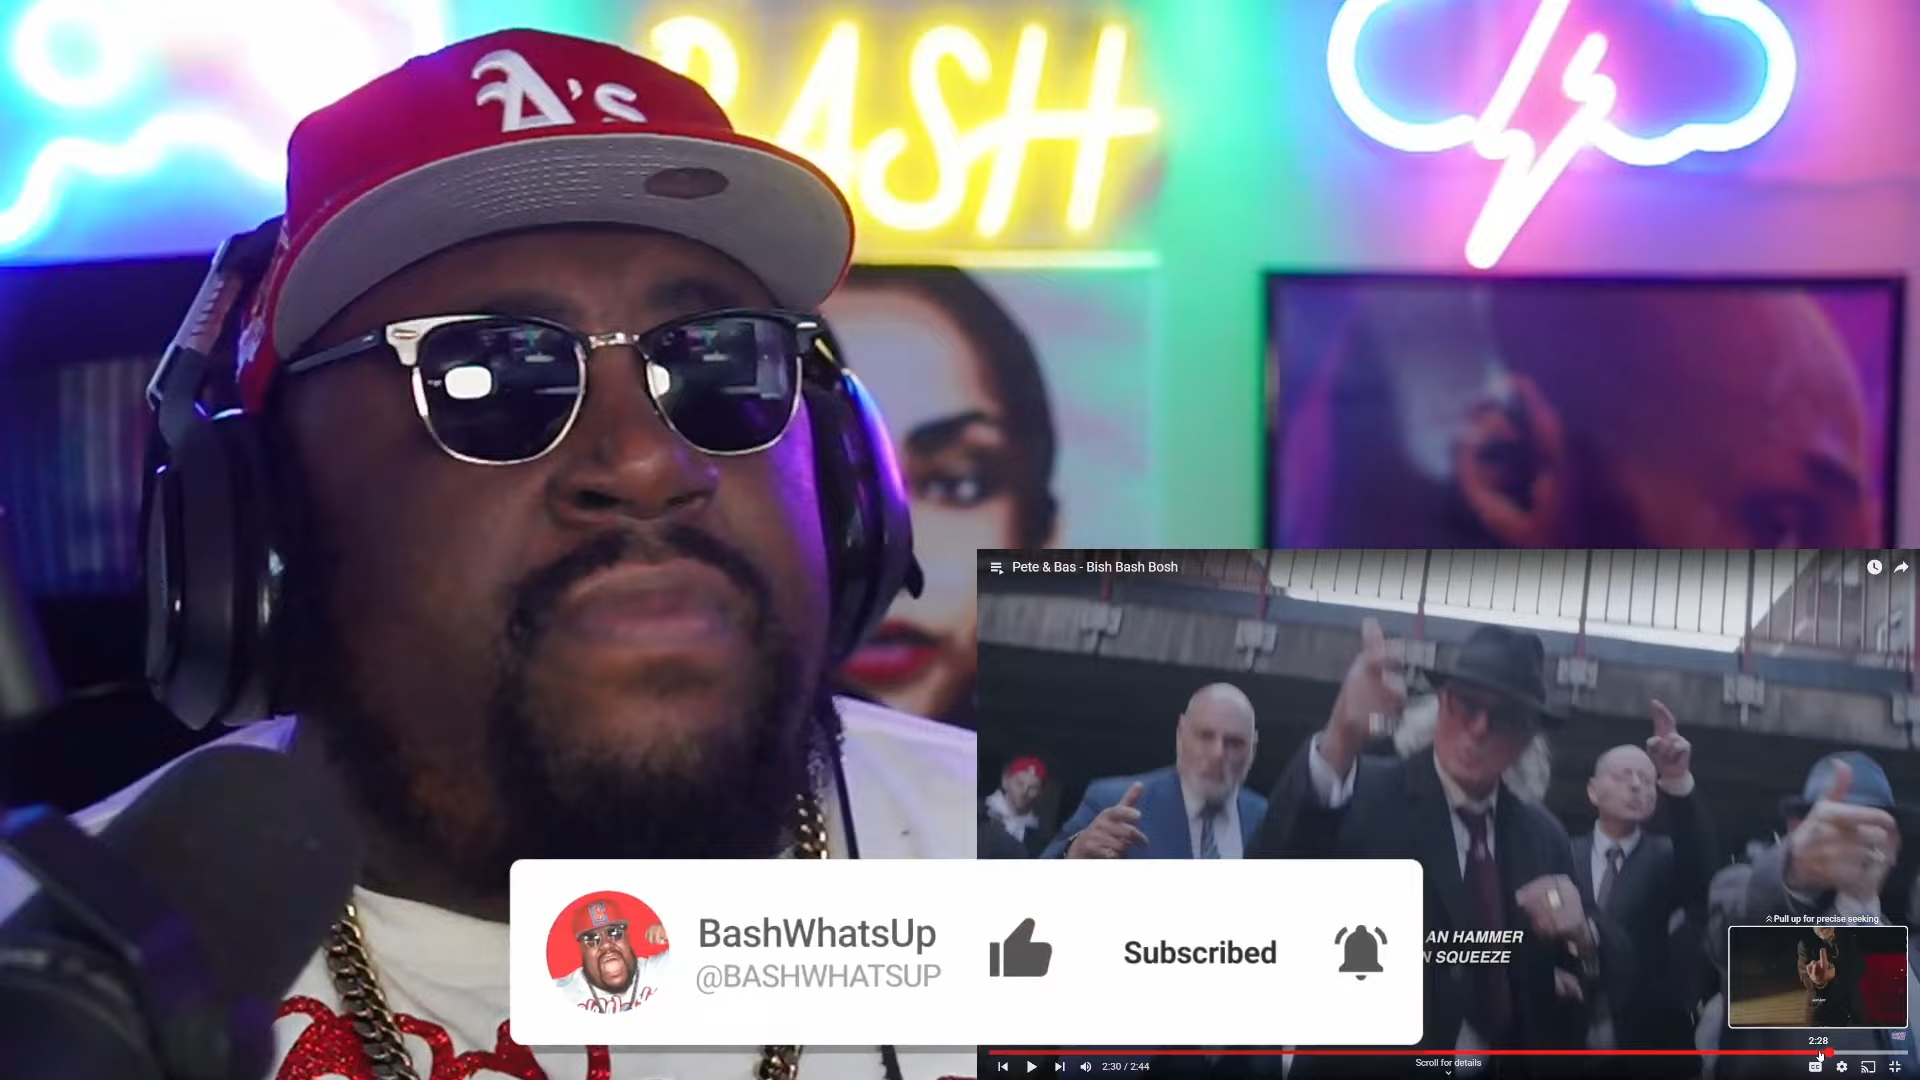 A's
BASH
Pete & Bas - Bish Bash Bosh
AN HAMMER
N SQUEEZE
Pull up for precise seeking
BashWhatsUp
@BASHWHATSUP
Subscribed
2:28
2:30 / 2:44
Scroll for details